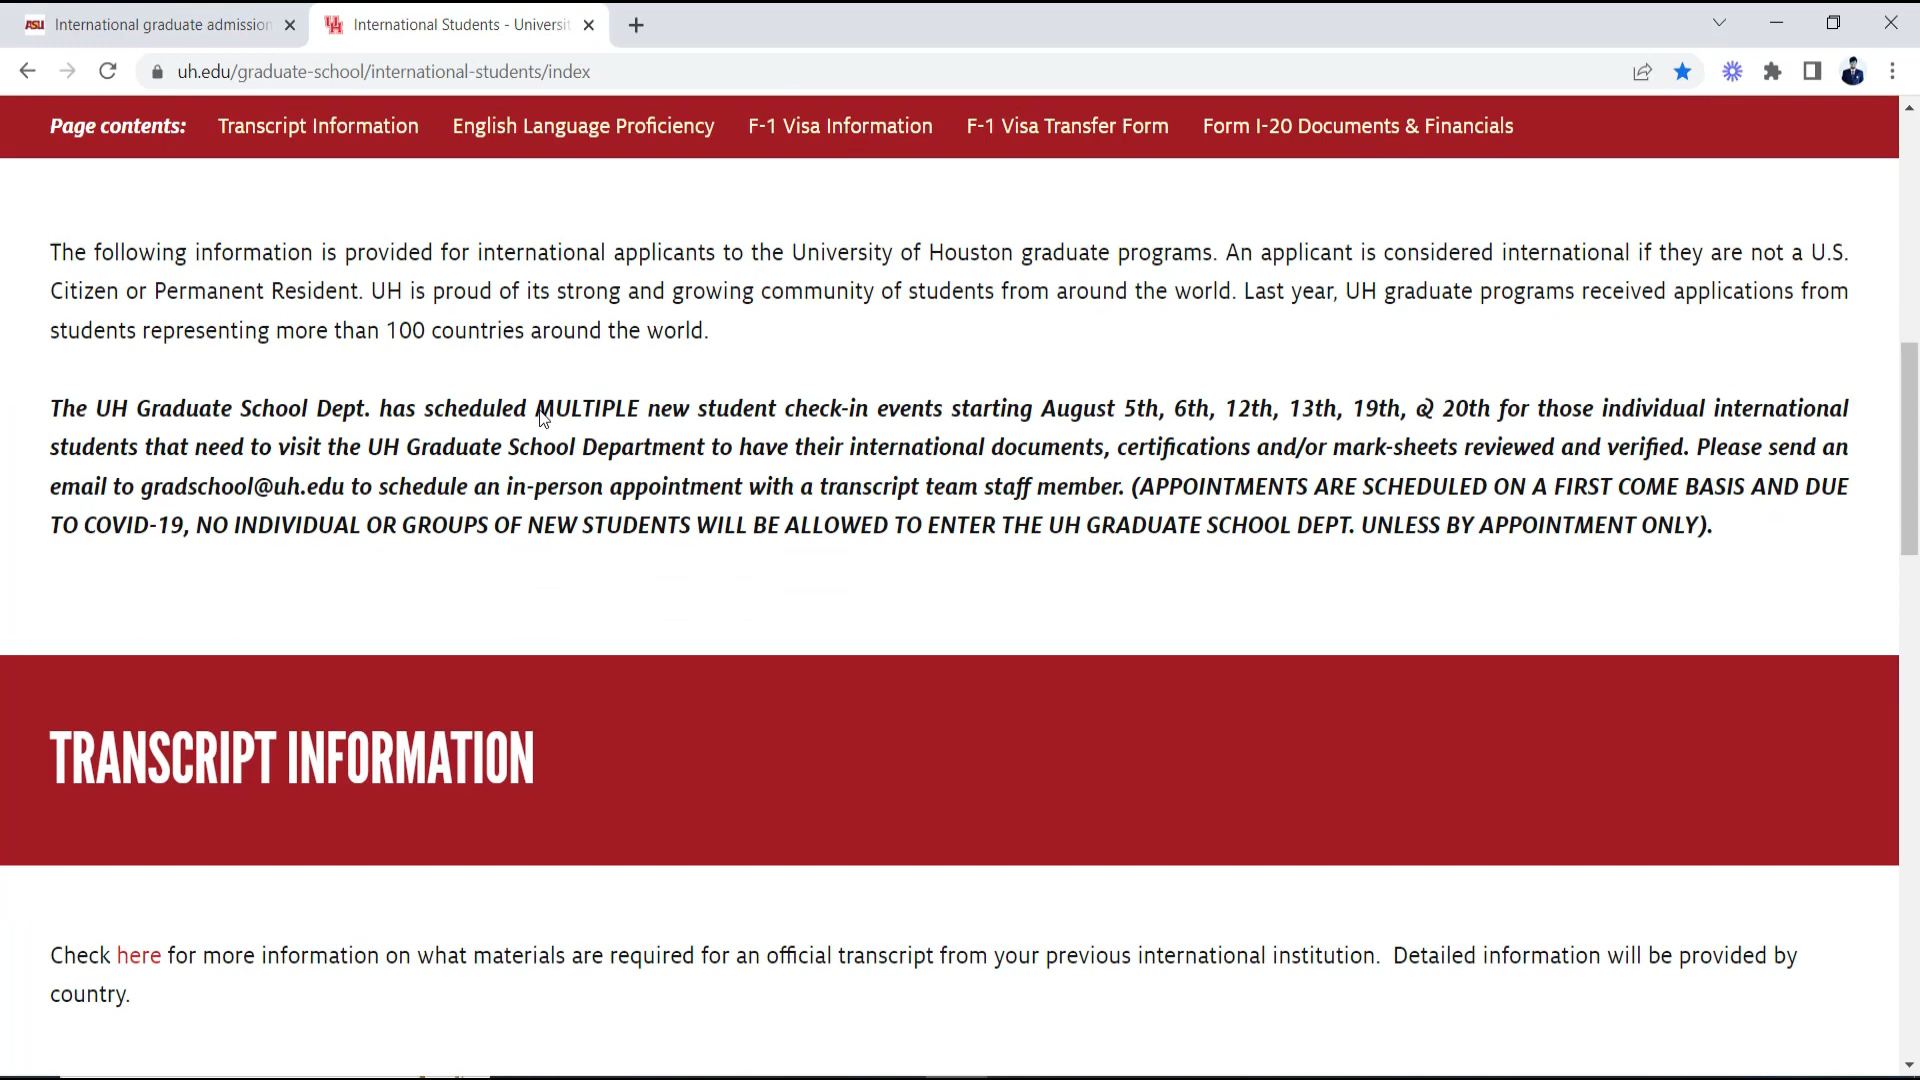 International graduate admission
International Students - Universit
uh.edu/graduate-school/international-students/index
Page contents: Transcript Information English Language Proficiency F-1 Visa Information F-1 Visa Transfer Form Form I-20 Documents & Financials
The following information is provided for international applicants to the University of Houston graduate programs. An applicant is considered international if they are not a U.S.
Citizen or Permanent Resident. UH is proud of its strong and growing community of students from around the world. Last year, UH graduate programs received applications from
students representing more than 100 countries around the world.
The UH Graduate School Dept. has scheduled MULTIPLE new student check-in events starting August 5th, 6th, 12th, 13th, 19th, & 20th for those individual international
students that need to visit the UH Graduate School Department to have their international documents, certifications and/or mark-sheets reviewed and verified. Please send an
email to gradschool@uh.edu to schedule an in-person appointment with a transcript team staff member. (APPOINTMENTS ARE SCHEDULED ON A FIRST COME BASIS AND DUE
TO COVID-19, NO INDIVIDUAL OR GROUPS OF NEW STUDENTS WILL BE ALLOWED TO ENTER THE UH GRADUATE SCHOOL DEPT. UNLESS BY APPOINTMENT ONLY).
TRANSCRIPT INFORMATION
Check here for more information on what materials are required for an official transcript from your previous international institution. Detailed information will be provided by
country.